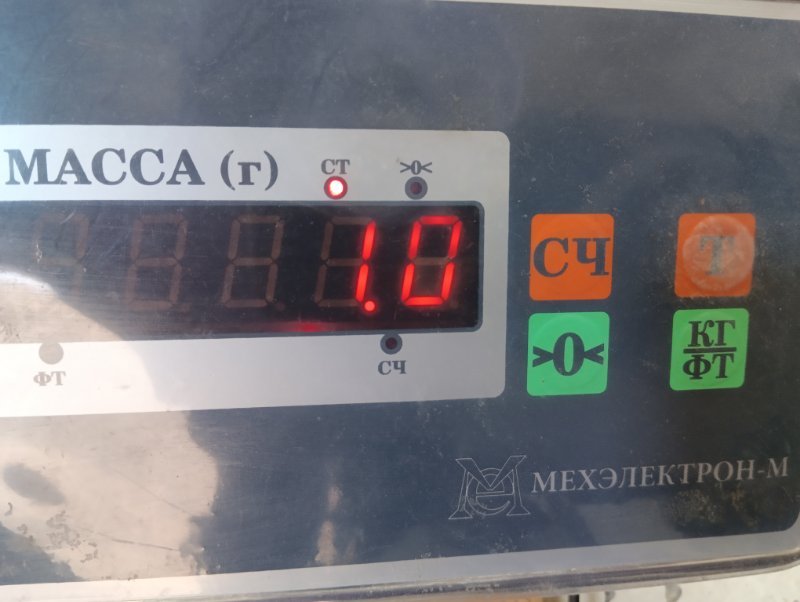 МАССА (г)
СТ
>0<
1.0
ФТ
СЧ
СЧ
Т
>0<
КГ
ФТ
МЕХЭЛЕКТРОН-М